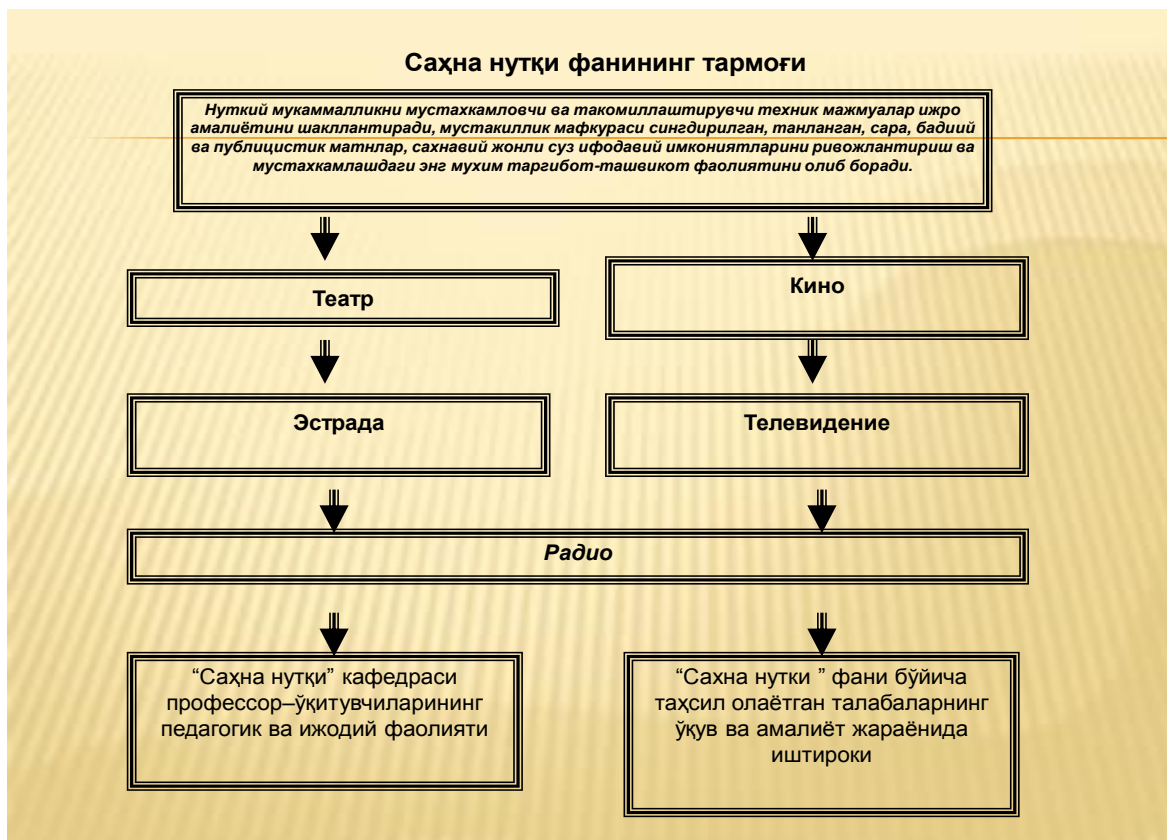 Саҳна нутқи фанининг тармоғи
Нуткий мукаммалликни мустахкамловчи ва такомиллаштирувчи техник мажмуалар ижро
амалиётини шакллантиради, мустакиллик мафкураси сингдирилган, танланган, сара, бадиий
ва публицистик матнлар, сахнавий жонли суз ифодавий имкониятларини ривожлантириш ва
мустахкамлашдаги энг мухим таргибот-ташвикот фаолиятини олиб боради.
Театр
Кино
Эстрада
Телевидение
Радио
“Саҳна нутқи” кафедраси
профессор–ўқитувчиларининг
педагогик ва ижодий фаолияти
“Сахна нутки ” фани бўйича
таҳсил олаётган талабаларнинг
ўқув ва амалиёт жараёнида
иштироки